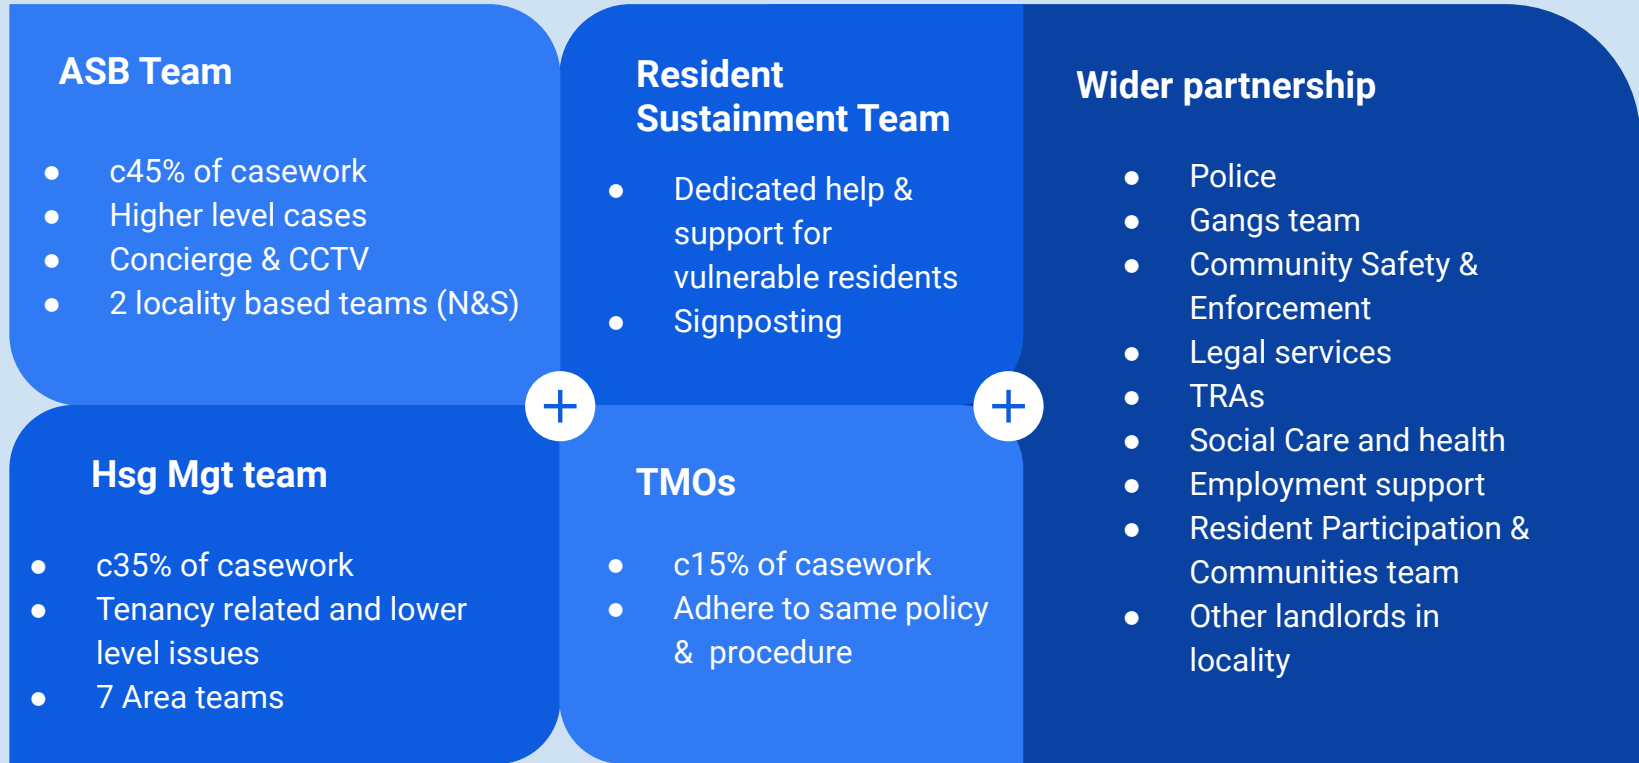 ASB Team
● c45% of casework
● Higher level cases
● Concierge & CCTV
● 2 locality based teams (N&S)
Resident
Sustainment Team
● Dedicated help &
support for
vulnerable residents
● Signposting
Wider partnership
● Police
● Gangs team
● Community Safety &
Enforcement
● Legal services
● TRAs
● Social Care and health
● Employment support
● Resident Participation &
Communities team
● Other landlords in
locality
+
+
Hsg Mgt team
● c35% of casework
● Tenancy related and lower
level issues
● 7 Area teams
TMOs
● c15% of casework
● Adhere to same policy
& procedure